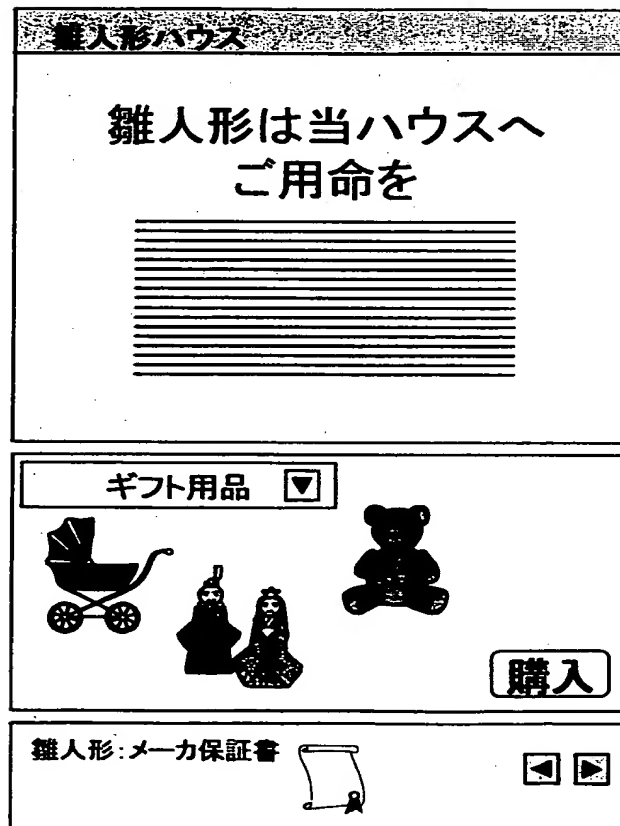 雛人形ハウス
雛人形は当ハウスへ
ご用命を
ギフト用品 ▼
購入
雛人形:メーカ保証書